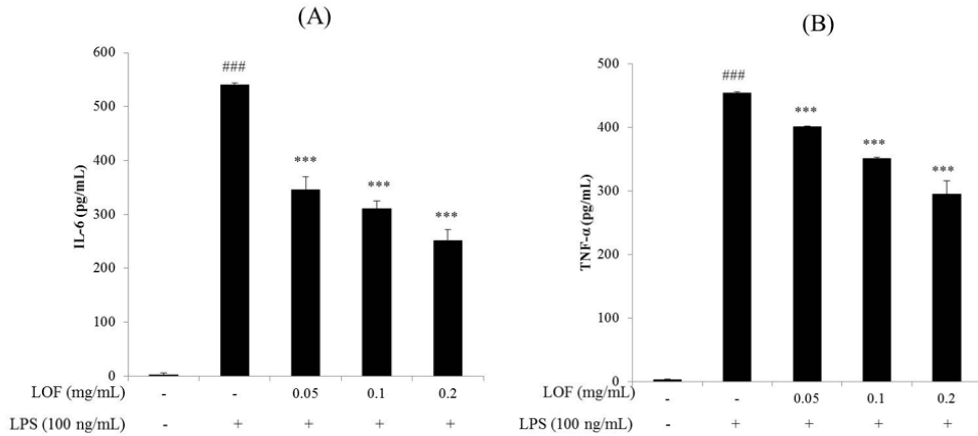 (A)
IL-6 (pg/mL)
600
500
400
300
200
100
0
###
***
***
***
LOF (mg/mL) - - 0.05 0.1 0.2
LPS (100 ng/mL) - + + + +
(B)
TNF-α (pg/mL)
500
400
300
200
100
0
###
***
***
***
LOF (mg/mL) - - 0.05 0.1 0.2
LPS (100 ng/mL) - + + + +